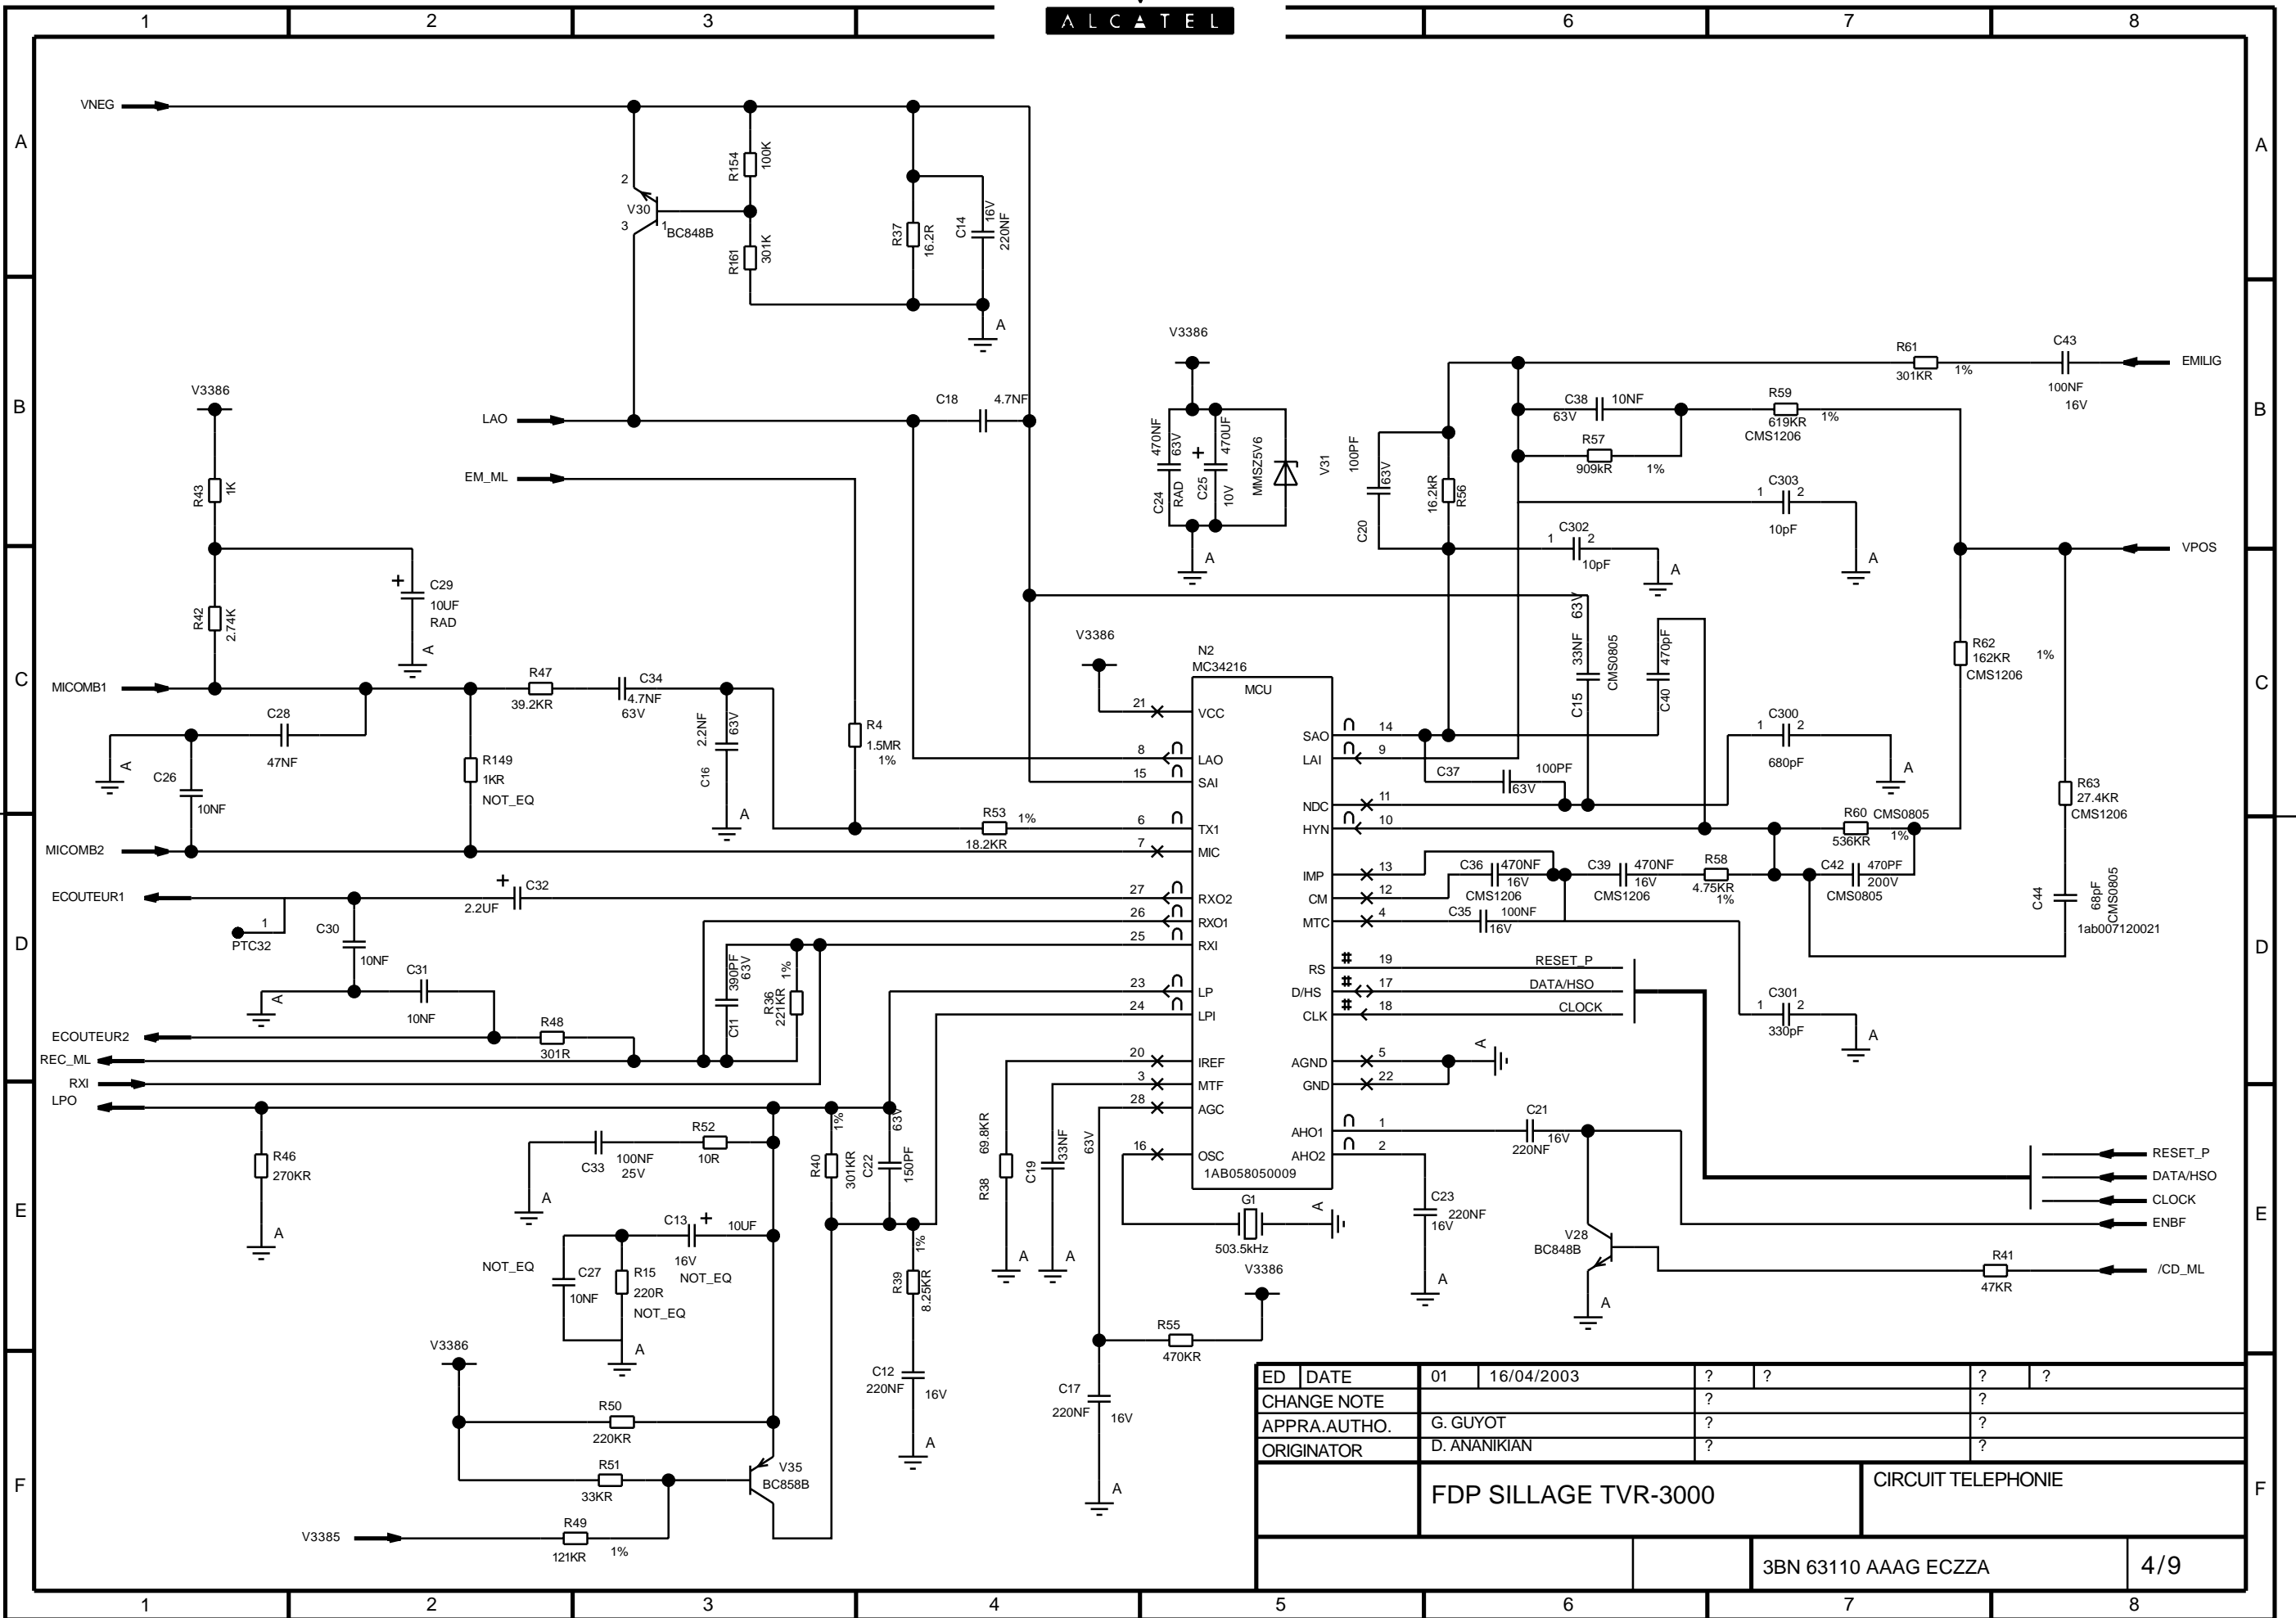 1 2 3 ALCATEL 6 7 8
A
A
VNEG
R154
100K
2
V30
3
1
BC848B
R161
301K
R37
16.2R
C14
16V
220NF
A
B
B
V3386
R43
1K
R42
2.74K
+
C29
10UF
RAD
A
LAO
C18
4.7NF
EM_ML
V3386
C24
470NF
63V
RAD
+
C25
470UF
10V
MMSZ5V6
V31
A
C20
100PF
63V
16.2kR
R56
R61
301KR
1%
C43
100NF
16V
EMILIG
C38
63V
10NF
R59
619KR
1%
CMS1206
R57
909kR
1%
1
C303
2
10pF
A
1
C302
2
10pF
A
VPOS
C
C
MICOMB1
R47
39.2KR
C34
4.7NF
63V
C28
47NF
A
C26
10NF
R149
1KR
NOT_EQ
2.2NF
63V
C16
A
R4
1.5MR
1%
R53
1%
18.2KR
MICOMB2
V3386
N2
MC34216
MCU
21
VCC
8
LAO
15
SAI
6
TX1
7
MIC
27
RXO2
26
RXO1
25
RXI
23
LP
24
LPI
20
IREF
3
MTF
28
AGC
16
OSC
1AB058050009
SAO
14
LAI
9
NDC
11
HYN
10
IMP
13
CM
12
MTC
4
RS
#
19
RESET_P
D/HS
#
17
DATA/HSO
CLK
#
18
CLOCK
AGND
5
GND
22
A
AHO1
1
AHO2
2
63V
33NF
C15
CMS0805
470pF
C40
C37
100PF
63V
R62
162KR
1%
CMS1206
1
C300
2
680pF
A
R63
27.4KR
CMS1206
R60
CMS0805
536KR
1%
C36
470NF
16V
CMS1206
C39
470NF
16V
CMS1206
R58
4.75KR
1%
C42
470PF
200V
CMS0805
C35
100NF
16V
C44
68pF
CMS0805
1ab007120021
1
C301
2
330pF
A
D
D
ECOUTEUR1
1
PTC32
+
C32
2.2UF
C30
10NF
A
C31
10NF
ECOUTEUR2
R48
301R
REC_ML
RXI
LPO
C11
390PF
63V
R36
221KR
1%
E
E
R46
270KR
A
C33
100NF
25V
A
R52
10R
R40
301KR
1%
C22
150PF
63V
C13
+
10UF
16V
NOT_EQ
NOT_EQ
C27
10NF
R15
220R
NOT_EQ
A
R39
8.25KR
1%
C12
220NF
16V
A
R38
69.8KR
A
C19
33NF
63V
A
G1
503.5kHz
A
V3386
R55
470KR
C17
220NF
16V
A
C21
16V
220NF
C23
220NF
16V
A
V28
BC848B
A
R41
47KR
RESET_P
DATA/HSO
CLOCK
ENBF
/CD_ML
F
F
V3386
R50
220KR
R51
33KR
V35
BC858B
V3385
R49
121KR
1%
ED DATE 01 16/04/2003 ? ? ? ?
CHANGE NOTE ? ?
APPRA.AUTHO. G. GUYOT ? ?
ORIGINATOR D. ANANIKIAN ? ?
FDP SILLAGE TVR-3000
CIRCUIT TELEPHONIE
3BN 63110 AAAG ECZZA 4/9
1 2 3 4 5 6 7 8